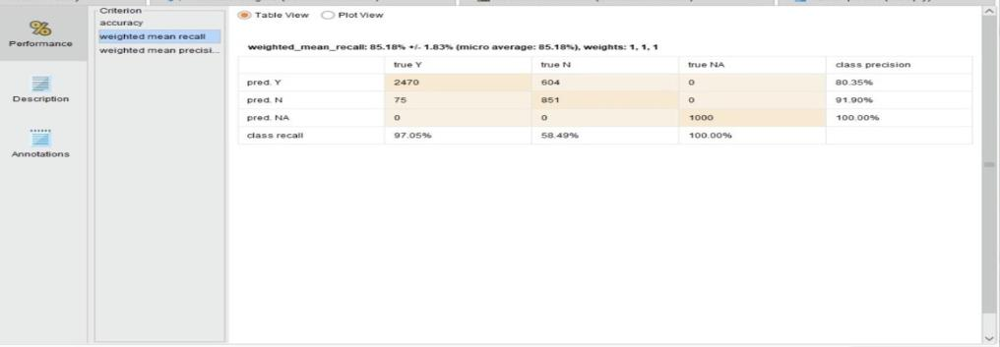 Performance
Description
Annotations
Criterion
accuracy
weighted mean recall
weighted mean precisi...
Table View Plot View
weighted_mean_recall: 85.18% +/- 1.83% (micro average: 85.18%), weights: 1, 1, 1
true Y true N true NA class precision
pred. Y 2470 604 0 80.35%
pred. N 75 851 0 91.90%
pred. NA 0 0 1000 100.00%
class recall 97.05% 58.49% 100.00%